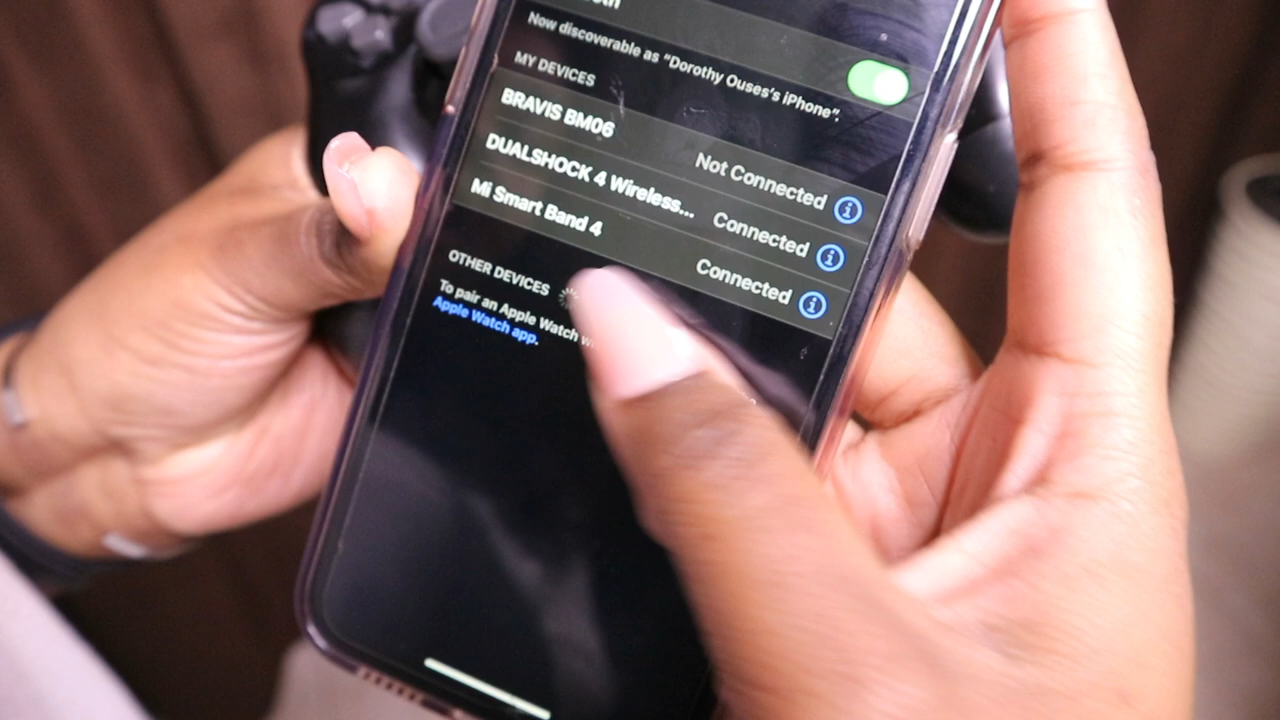 Now discoverable as “Dorothy Ouses's iPhone”.
MY DEVICES
BRAVIS BM06
Not Connected
DUALSHOCK 4 Wireless...
Connected
Mi Smart Band 4
Connected
OTHER DEVICES
To pair an Apple Watch
Apple Watch app.